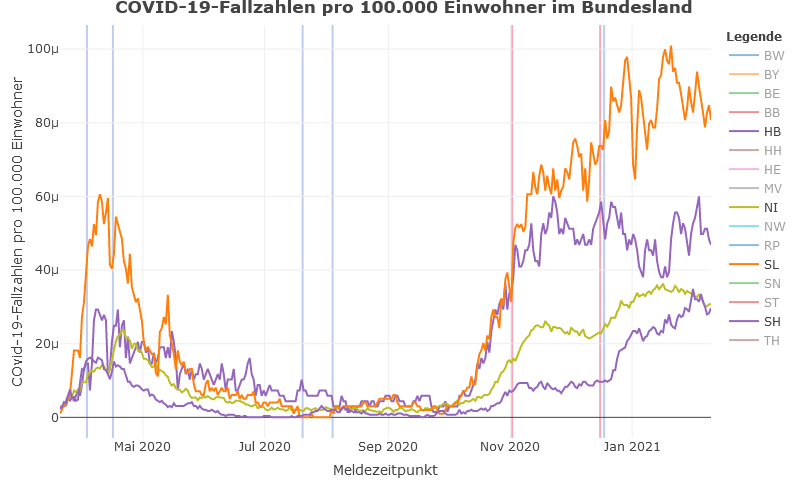 COVID-19-Fallzahlen pro 100.000 Einwohner im Bundesland
COvid-19-Fallzahlen pro 100.000 Einwohner
100µ
80µ
60µ
40µ
20µ
0
Mai 2020
Jul 2020
Sep 2020
Nov 2020
Jan 2021
Meldezeitpunkt
Legende
BW
BY
BE
BB
HB
HH
HE
MV
NI
NW
RP
SL
SN
ST
SH
TH